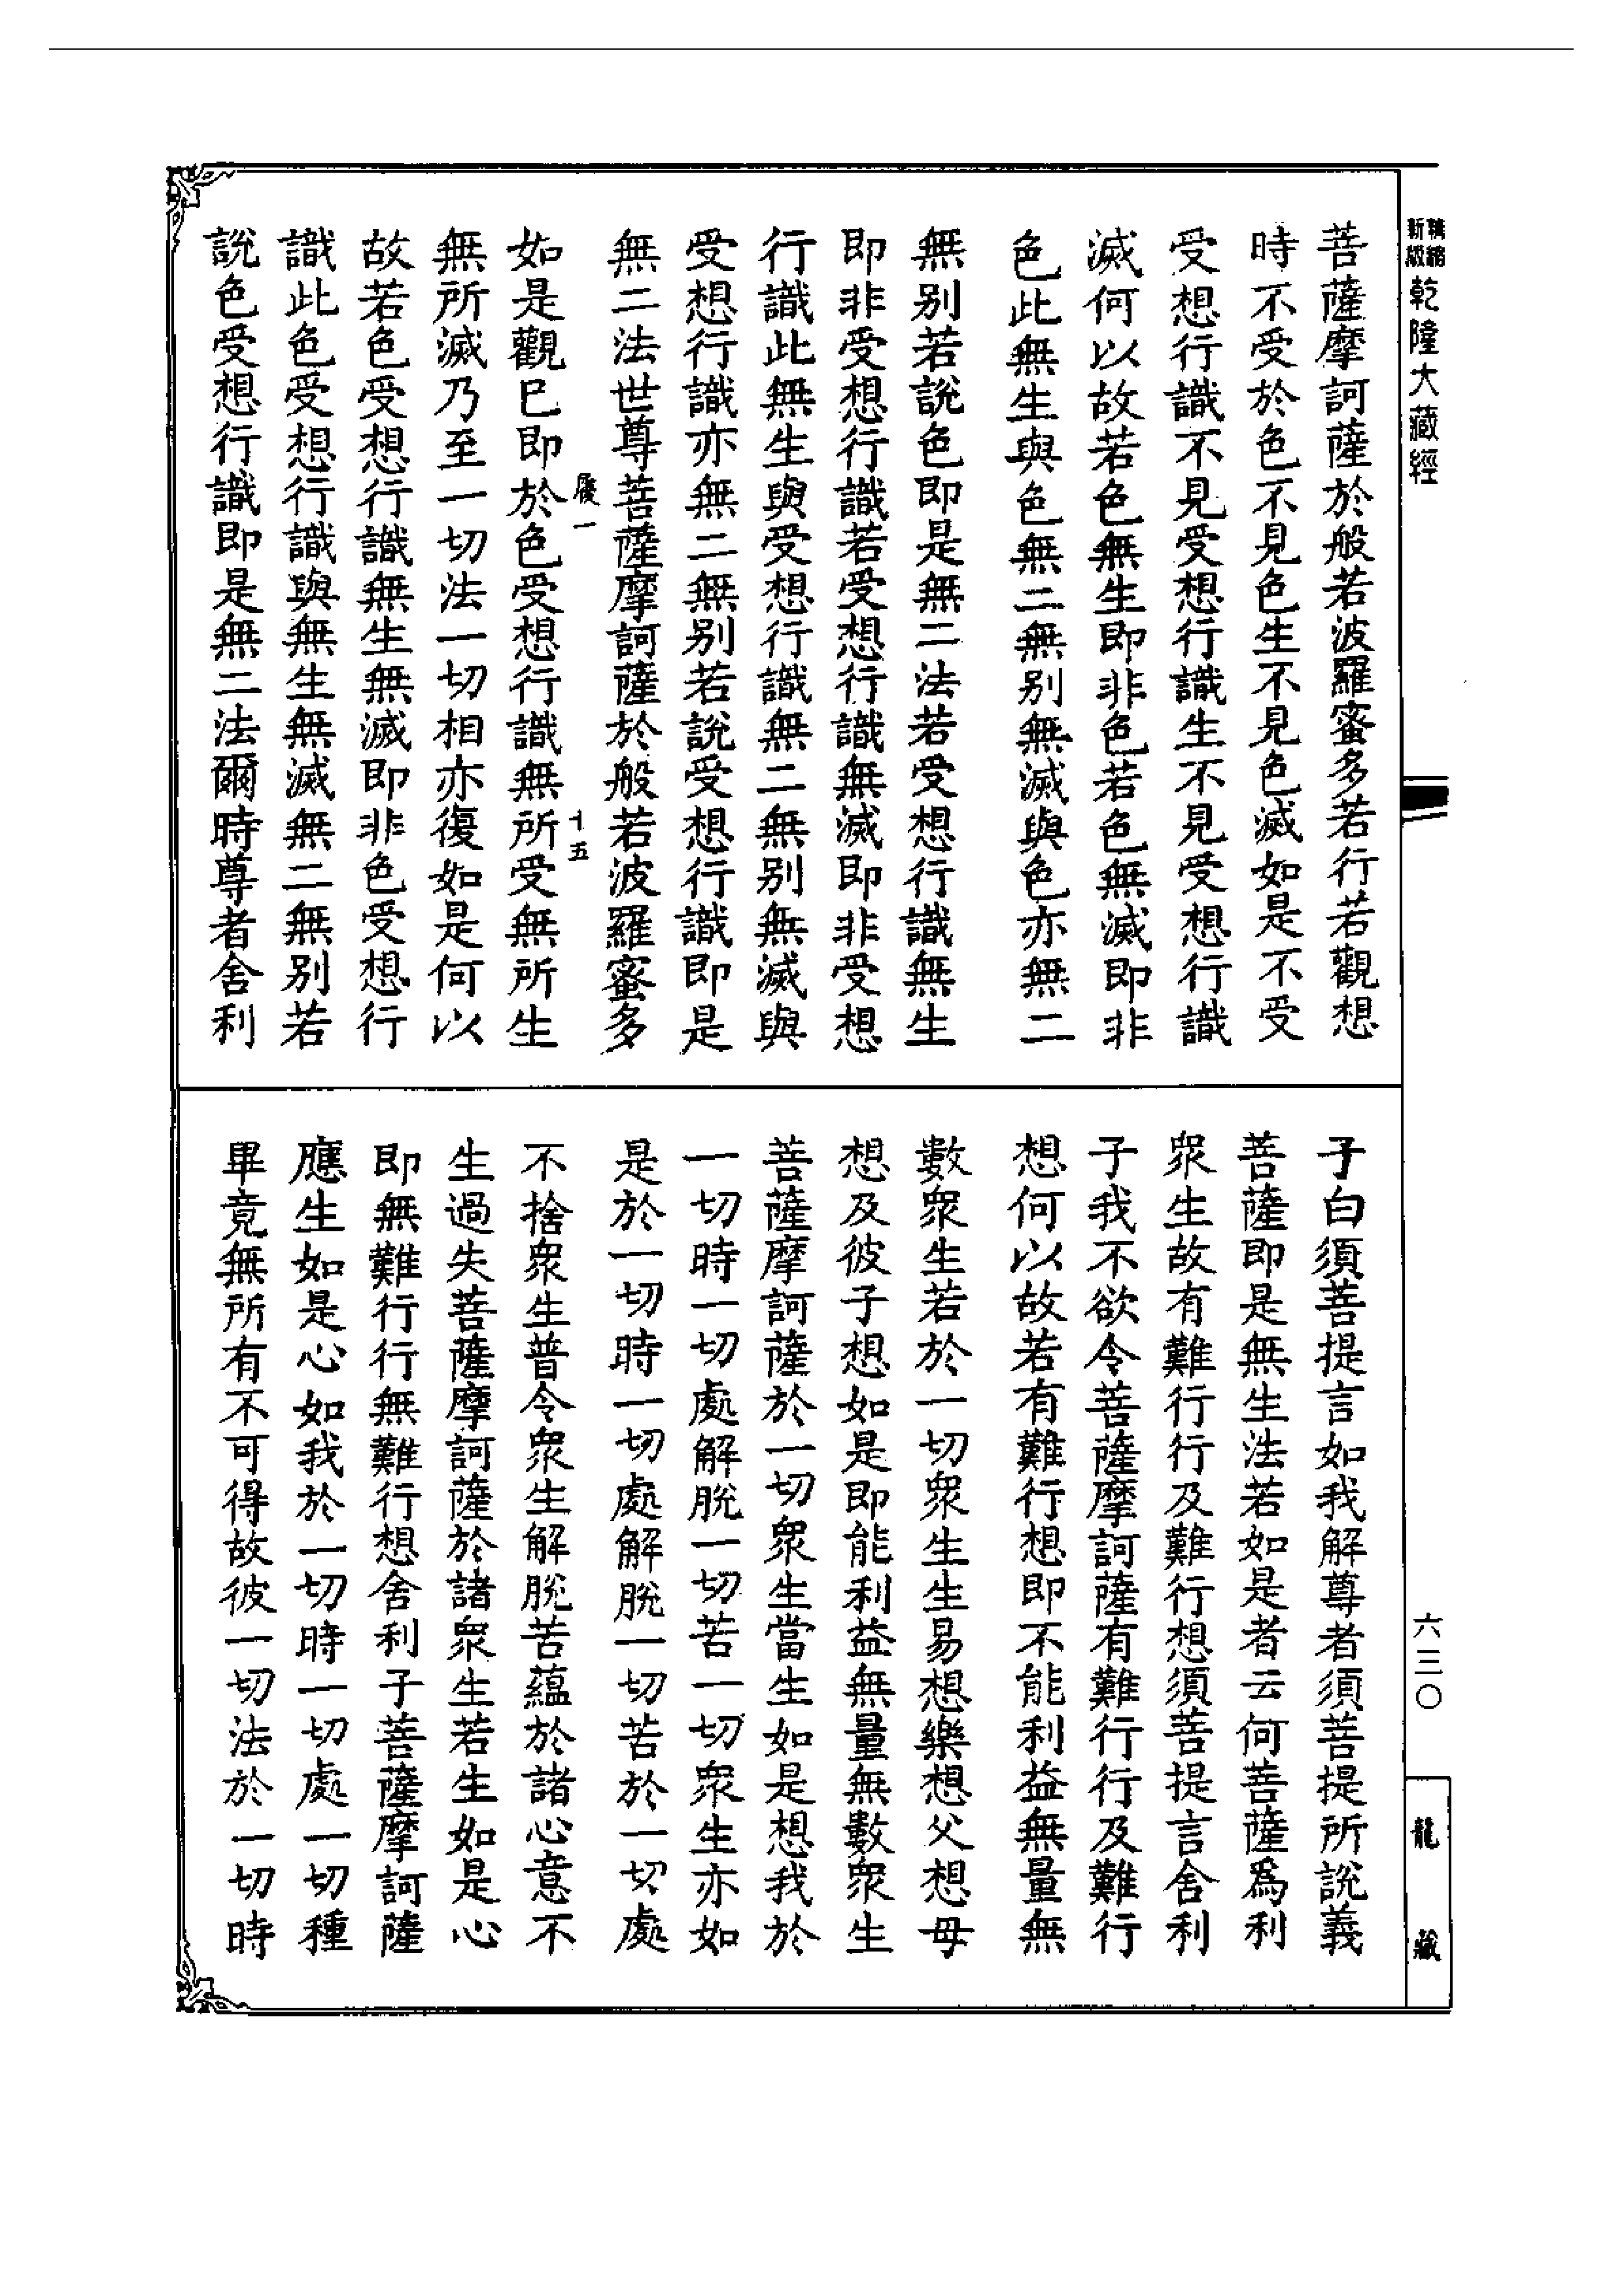 新版精縮乾隆大藏經
菩薩摩訶薩於般若波羅蜜多若行若觀想
時不受於色不見色生不見色滅如是不受
受想行識不見受想行識生不見受想行識
滅何以故若色無生即非色若色無滅即非
色此無生與色無二無別無滅與色亦無二
無別若說色即是無二法若受想行識無生
即非受想行識若受想行識無滅即非受想
行識此無生與受想行識無二無別無滅與
受想行識亦無二無別若說受想行識即是
無二法世尊菩薩摩訶薩於般若波羅蜜多
履一 十五
如是觀已即於色受想行識無所受無所生
無所滅乃至一切法一切相亦復如是何以
故若色受想行識無生無滅即非色受想行
識此色受想行識與無生無滅無二無別若
說色受想行識即是無二法爾時尊者舍利
子白須菩提言如我解尊者須菩提所說義
菩薩即是無生法若如是者云何菩薩為利
眾生故有難行行及難行想須菩提言舍利
子我不欲令菩薩摩訶薩有難行行及難行
想何以故若有難行想即不能利益無量無
數眾生若於一切眾生生易想樂想父想母
想及彼子想如是即能利益無量無數眾生
菩薩摩訶薩於一切眾生當生如是想我於
一切時一切處解脫一切苦一切眾生亦如
是於一切時一切處解脫一切苦於一切處
不捨眾生普令眾生解脫苦蘊於諸心意不
生過失菩薩摩訶薩於諸眾生若生如是心
即無難行行無難行想舍利子菩薩摩訶薩
應生如是心如我於一切時一切處一切種
畢竟無所有不可得故彼一切法於一切時
六三〇
龍藏